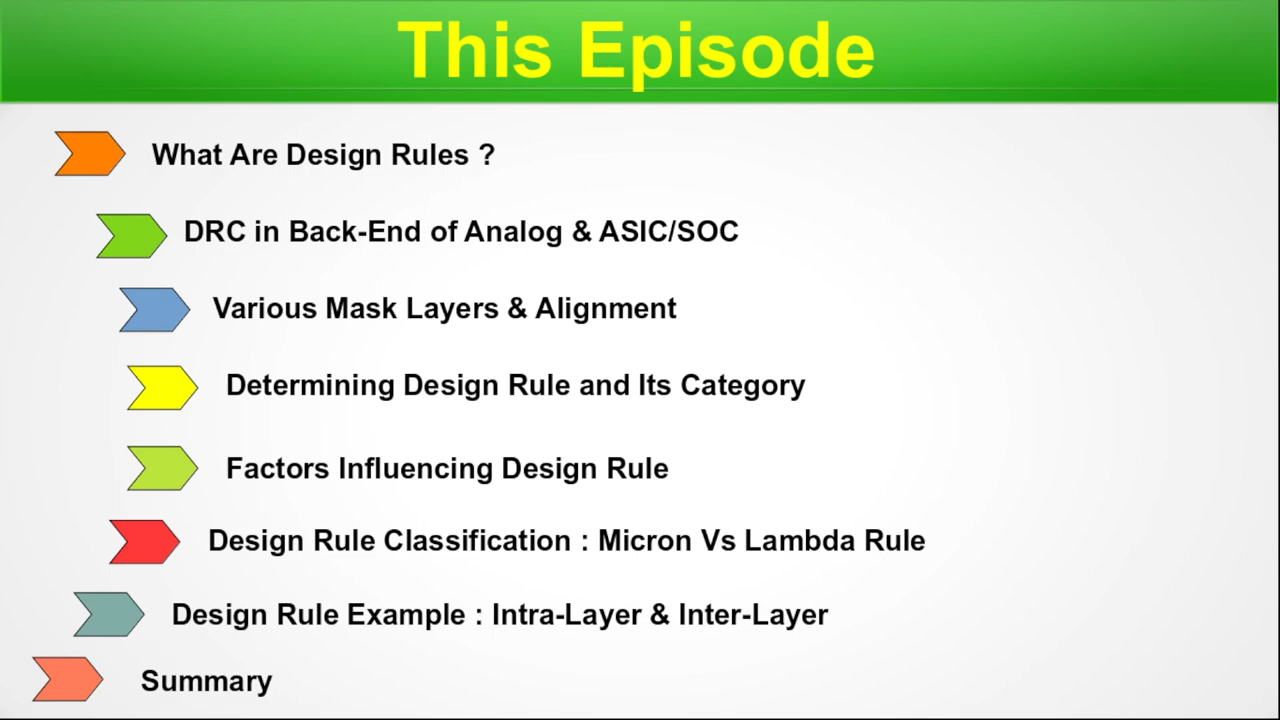 This Episode
What Are Design Rules ?
DRC in Back-End of Analog & ASIC/SOC
Various Mask Layers & Alignment
Determining Design Rule and Its Category
Factors Influencing Design Rule
Design Rule Classification : Micron Vs Lambda Rule
Design Rule Example : Intra-Layer & Inter-Layer
Summary